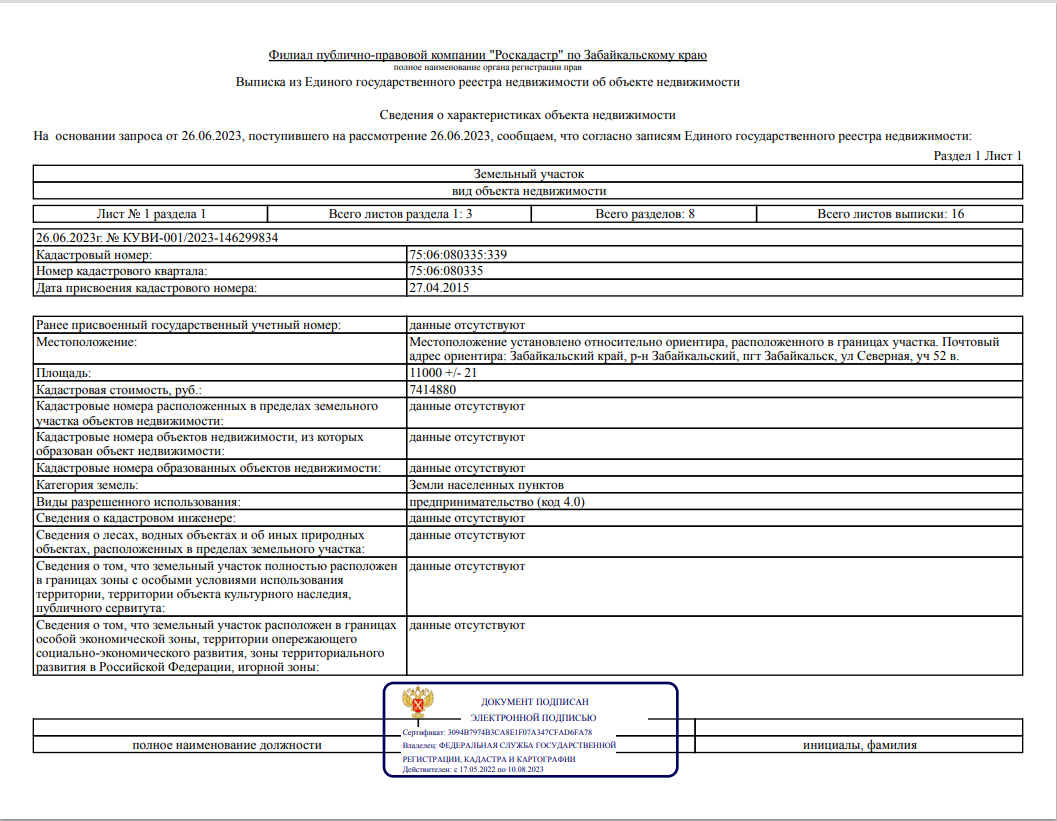 Филиал публично-правовой компании "Роскадастр" по Забайкальскому краю
полное наименование органа регистрации прав
Выписка из Единого государственного реестра недвижимости об объекте недвижимости
Сведения о характеристиках объекта недвижимости
На основании запроса от 26.06.2023, поступившего на рассмотрение 26.06.2023, сообщаем, что согласно записям Единого государственного реестра недвижимости:
Раздел 1 Лист 1
Земельный участок
вид объекта недвижимости
Лист № 1 раздела 1 Всего листов раздела 1: 3 Всего разделов: 8 Всего листов выписки: 16
26.06.2023г. № КУВИ-001/2023-146299834
Кадастровый номер: 75:06:080335:339
Номер кадастрового квартала: 75:06:080335
Дата присвоения кадастрового номера: 27.04.2015
Ранее присвоенный государственный учетный номер: данные отсутствуют
Местоположение: Местоположение установлено относительно ориентира, расположенного в границах участка. Почтовый
адрес ориентира: Забайкальский край, р-н Забайкальский, пгт Забайкальск, ул Северная, уч 52 в.
Площадь: 11000 +/- 21
Кадастровая стоимость, руб.: 7414880
Кадастровые номера расположенных в пределах земельного данные отсутствуют
участка объектов недвижимости:
Кадастровые номера объектов недвижимости, из которых данные отсутствуют
образован объект недвижимости:
Кадастровые номера образованных объектов недвижимости: данные отсутствуют
Категория земель: Земли населенных пунктов
Виды разрешенного использования: предпринимательство (код 4.0)
Сведения о кадастровом инженере: данные отсутствуют
Сведения о лесах, водных объектах и об иных природных данные отсутствуют
объектах, расположенных в пределах земельного участка:
Сведения о том, что земельный участок полностью расположен данные отсутствуют
в границах зоны с особыми условиями использования
территории, территории объекта культурного наследия,
публичного сервитута:
Сведения о том, что земельный участок расположен в границах данные отсутствуют
особой экономической зоны, территории опережающего
социально-экономического развития, зоны территориального
развития в Российской Федерации, игорной зоны:
ДОКУМЕНТ ПОДПИСАН
ЭЛЕКТРОННОЙ ПОДПИСЬЮ
Сертификат: 3094B7974B3CA8E1F07A347CFAD6FA78
Владелец: ФЕДЕРАЛЬНАЯ СЛУЖБА ГОСУДАРСТВЕННОЙ
РЕГИСТРАЦИИ, КАДАСТРА И КАРТОГРАФИИ
Действителен: с 17.05.2022 по 10.08.2023
полное наименование должности инициалы, фамилия